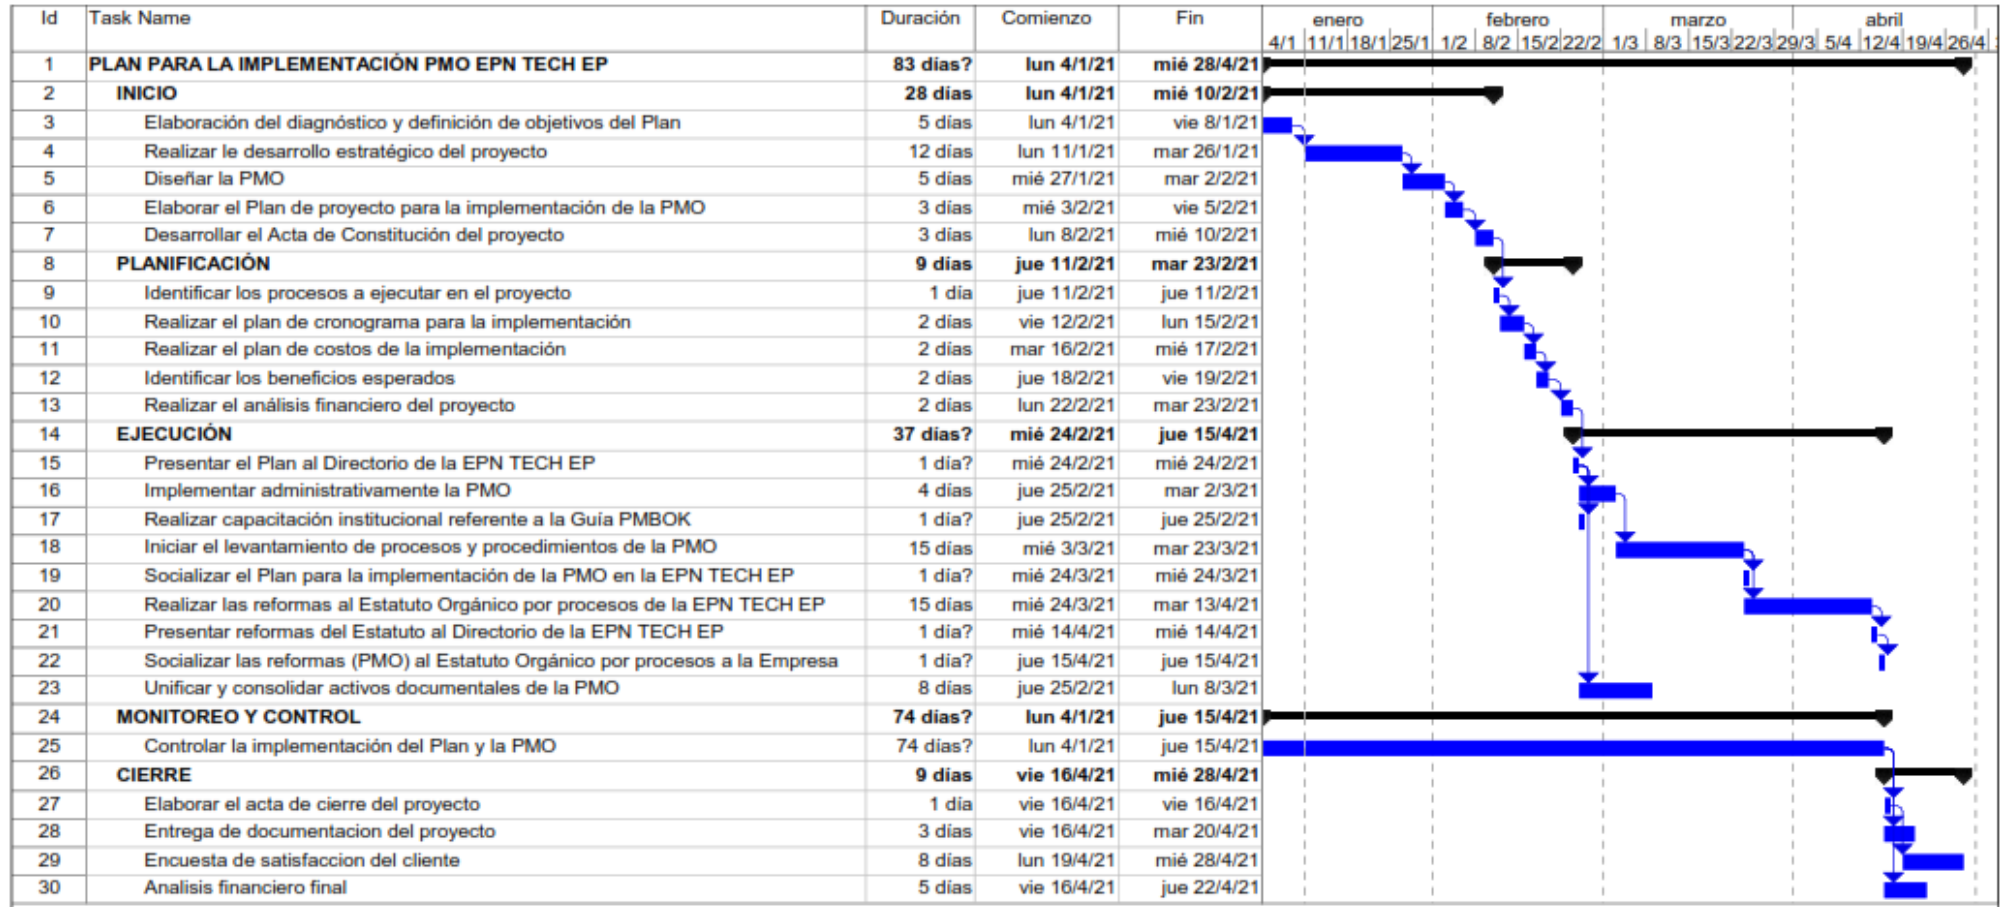 Id Task Name Duración Comienzo Fin enero febrero marzo abril
4/1 11/1 18/1 25/1 1/2 8/2 15/2 22/2 1/3 8/3 15/3 22/3 29/3 5/4 12/4 19/4 26/4
1 PLAN PARA LA IMPLEMENTACIÓN PMO EPN TECH EP 83 días? lun 4/1/21 mié 28/4/21
2 INICIO 28 días lun 4/1/21 mié 10/2/21
3 Elaboración del diagnóstico y definición de objetivos del Plan 5 días lun 4/1/21 vie 8/1/21
4 Realizar le desarrollo estratégico del proyecto 12 días lun 11/1/21 mar 26/1/21
5 Diseñar la PMO 5 días mié 27/1/21 mar 2/2/21
6 Elaborar el Plan de proyecto para la implementación de la PMO 3 días mié 3/2/21 vie 5/2/21
7 Desarrollar el Acta de Constitución del proyecto 3 días lun 8/2/21 mié 10/2/21
8 PLANIFICACIÓN 9 días jue 11/2/21 mar 23/2/21
9 Identificar los procesos a ejecutar en el proyecto 1 día jue 11/2/21 jue 11/2/21
10 Realizar el plan de cronograma para la implementación 2 días vie 12/2/21 lun 15/2/21
11 Realizar el plan de costos de la implementación 2 días mar 16/2/21 mié 17/2/21
12 Identificar los beneficios esperados 2 días jue 18/2/21 vie 19/2/21
13 Realizar el análisis financiero del proyecto 2 días lun 22/2/21 mar 23/2/21
14 EJECUCIÓN 37 días? mié 24/2/21 jue 15/4/21
15 Presentar el Plan al Directorio de la EPN TECH EP 1 día? mié 24/2/21 mié 24/2/21
16 Implementar administrativamente la PMO 4 días jue 25/2/21 mar 2/3/21
17 Realizar capacitación institucional referente a la Guía PMBOK 1 día? jue 25/2/21 jue 25/2/21
18 Iniciar el levantamiento de procesos y procedimientos de la PMO 15 días mié 3/3/21 mar 23/3/21
19 Socializar el Plan para la implementación de la PMO en la EPN TECH EP 1 día? mié 24/3/21 mié 24/3/21
20 Realizar las reformas al Estatuto Orgánico por procesos de la EPN TECH EP 15 días mié 24/3/21 mar 13/4/21
21 Presentar reformas del Estatuto al Directorio de la EPN TECH EP 1 día? mié 14/4/21 mié 14/4/21
22 Socializar las reformas (PMO) al Estatuto Orgánico por procesos a la Empresa 1 día? jue 15/4/21 jue 15/4/21
23 Unificar y consolidar activos documentales de la PMO 8 días jue 25/2/21 lun 8/3/21
24 MONITOREO Y CONTROL 74 días? lun 4/1/21 jue 15/4/21
25 Controlar la implementación del Plan y la PMO 74 días? lun 4/1/21 jue 15/4/21
26 CIERRE 9 días vie 16/4/21 mié 28/4/21
27 Elaborar el acta de cierre del proyecto 1 día vie 16/4/21 vie 16/4/21
28 Entrega de documentacion del proyecto 3 días vie 16/4/21 mar 20/4/21
29 Encuesta de satisfaccion del cliente 8 días lun 19/4/21 mié 28/4/21
30 Analisis financiero final 5 días vie 16/4/21 jue 22/4/21